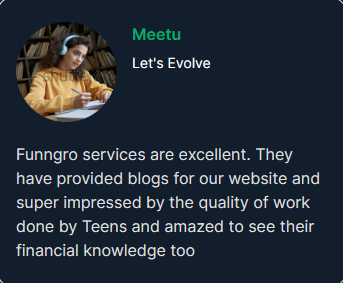 Meetu
Let's Evolve
Funngro services are excellent. They
have provided blogs for our website and
super impressed by the quality of work
done by Teens and amazed to see their
financial knowledge too